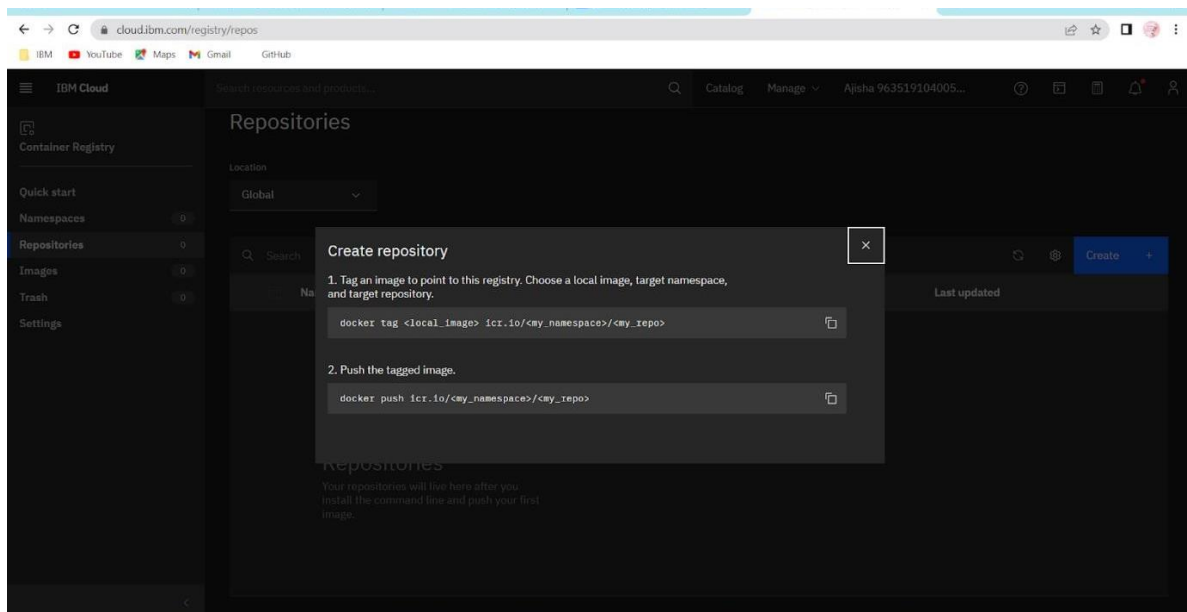 cloud.ibm.com/registry/repos
IBM YouTube Maps Gmail GitHub
IBM Cloud
Search resources and products...
Catalog Manage Ajisha 963519104005...
Container Registry
Repositories
Location
Global
Quick start
Namespaces 0
Repositories 0
Images 0
Trash 0
Settings
Search
Create +
Na
Last updated
Create repository
1. Tag an image to point to this registry. Choose a local image, target namespace,
and target repository.
docker tag <local_image> icr.io/<my_namespace>/<my_repo>
2. Push the tagged image.
docker push icr.io/<my_namespace>/<my_repo>
Repositories
Your repositories will live here after you
install the command line and push your first
image.